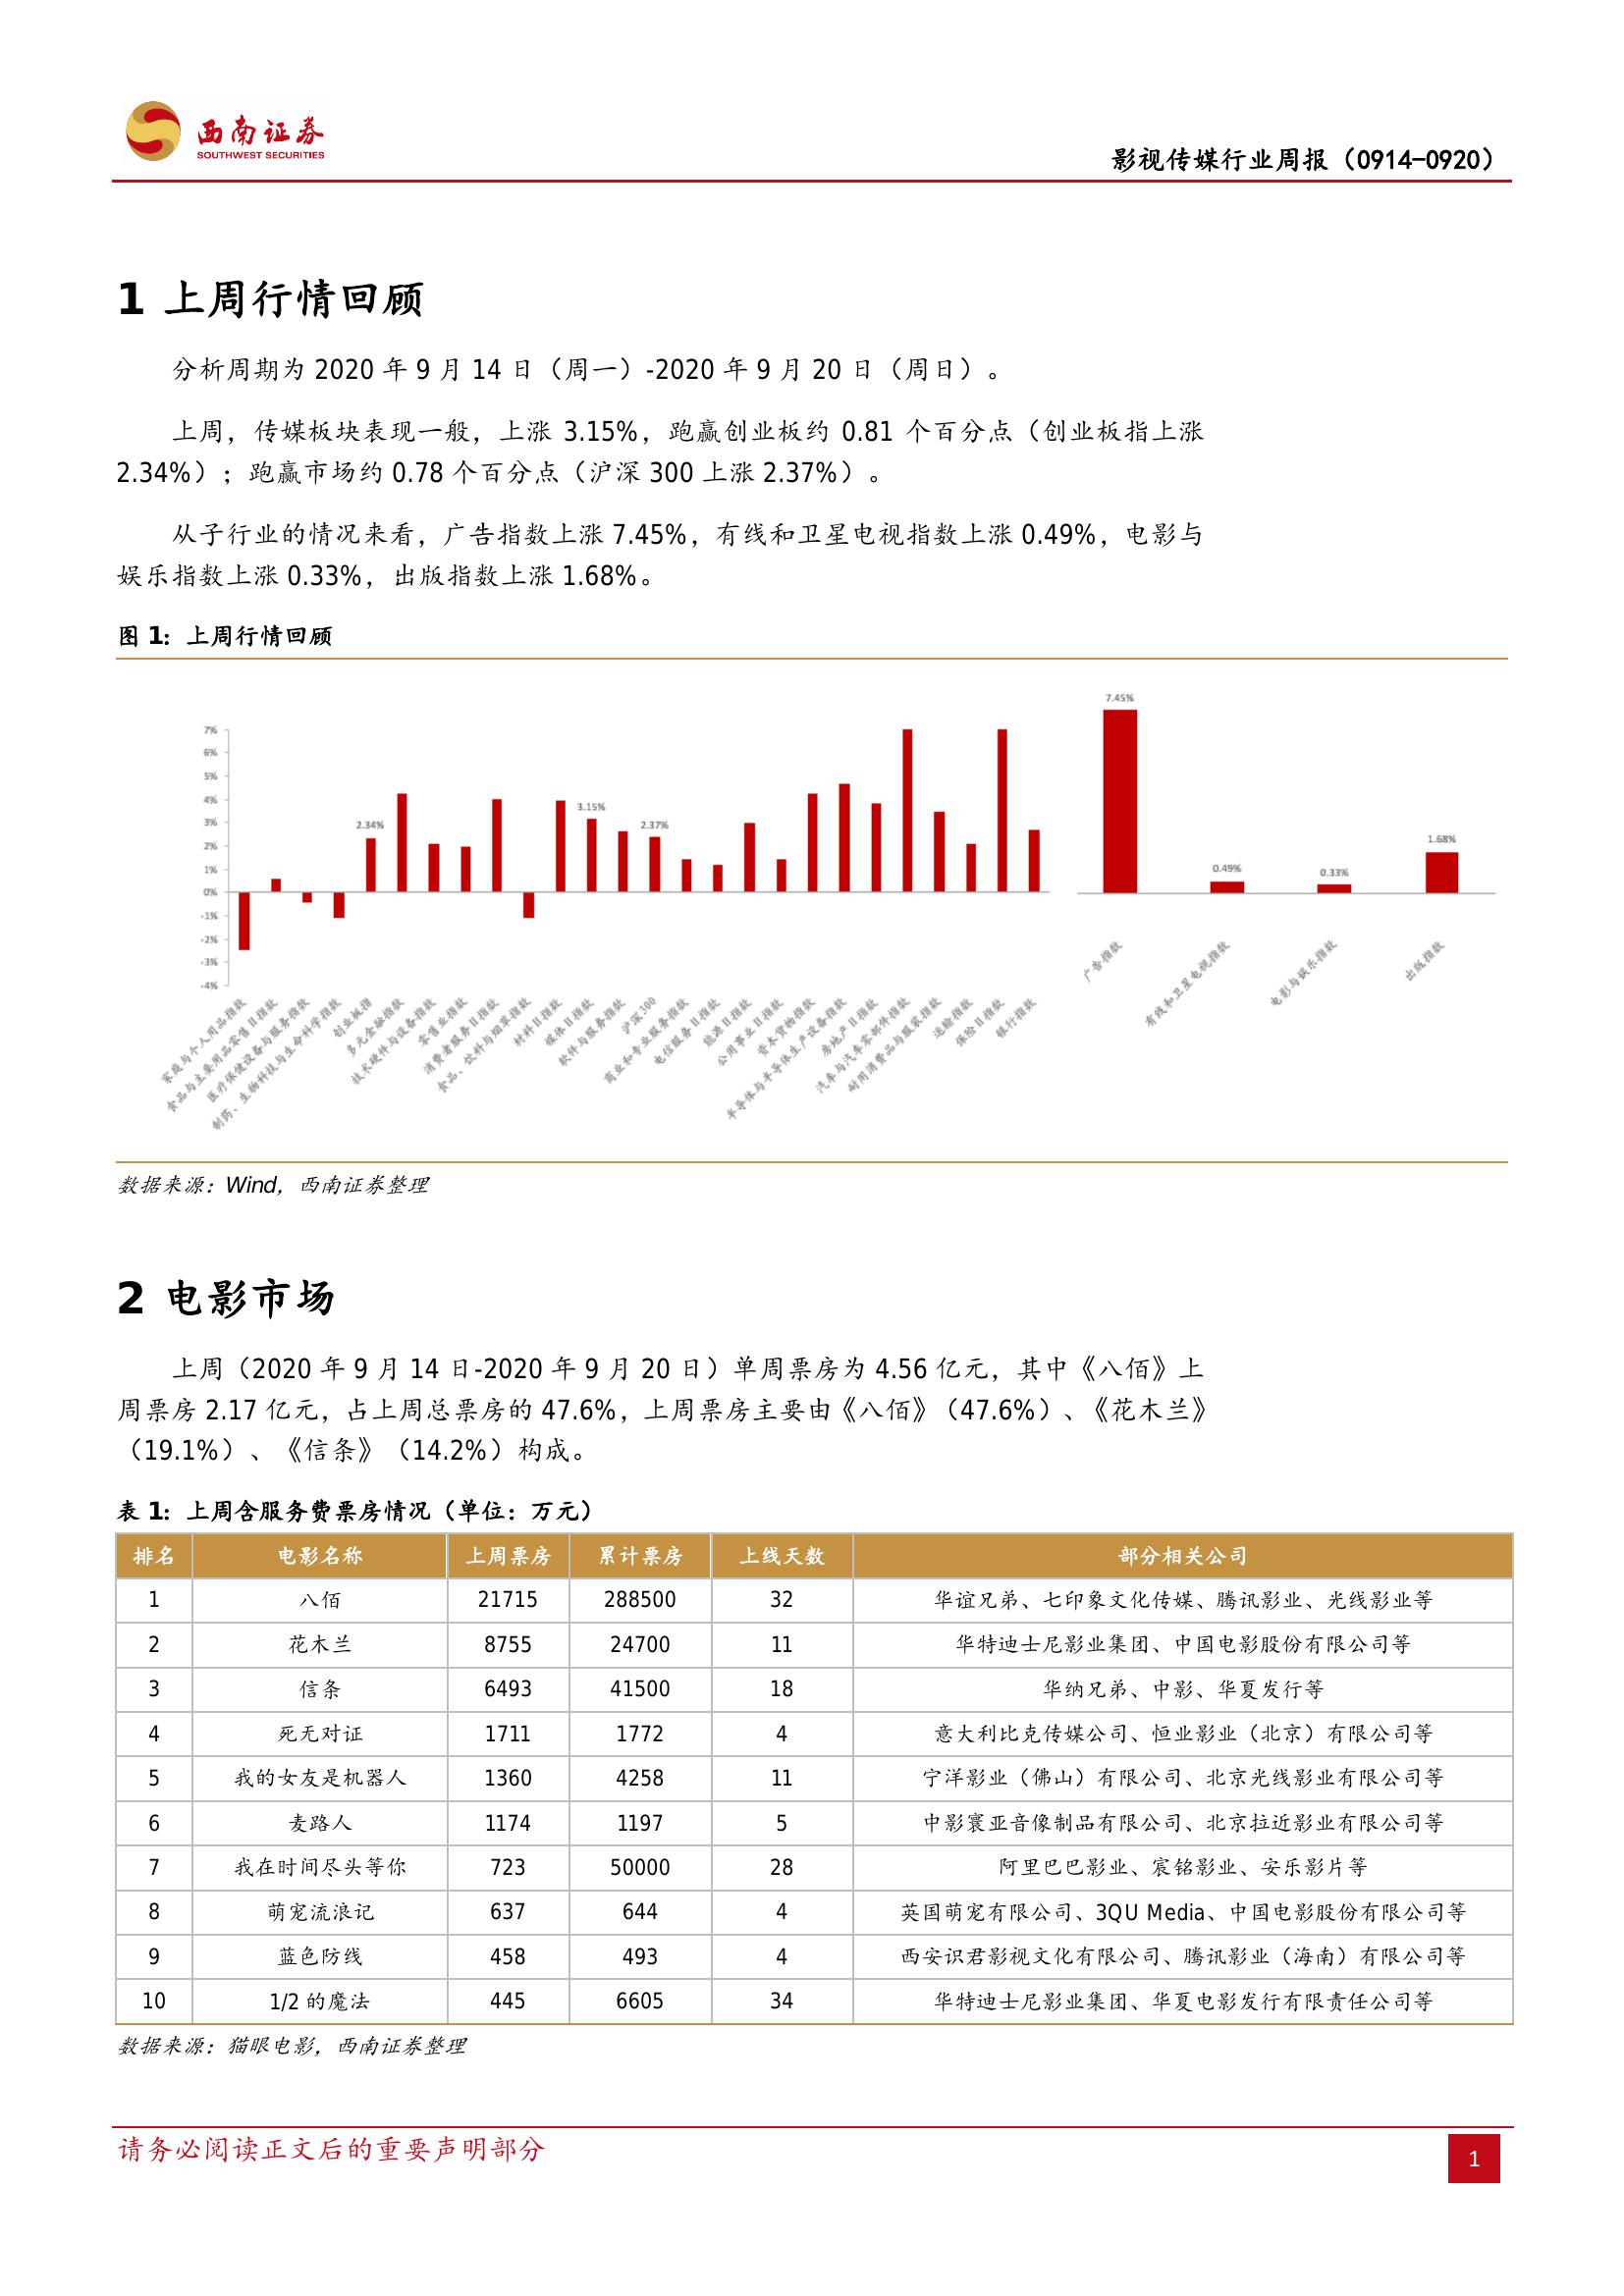 西南证券
SOUTHWEST SECURITIES
影视传媒行业周报（0914-0920）
1 上周行情回顾
分析周期为 2020 年 9 月 14 日（周一）-2020 年 9 月 20 日（周日）。
上周，传媒板块表现一般，上涨 3.15%，跑赢创业板约 0.81 个百分点（创业板指上涨
2.34%）；跑赢市场约 0.78 个百分点（沪深 300 上涨 2.37%）。
从子行业的情况来看，广告指数上涨 7.45%，有线和卫星电视指数上涨 0.49%，电影与
娱乐指数上涨 0.33%，出版指数上涨 1.68%。
图 1：上周行情回顾
7%
6%
5%
4%
3%
2%
1%
0%
-1%
-2%
-3%
-4%
2.34%
3.15%
2.37%
家庭与个人用品指数
食品与主要用品零售II指数
医疗保健设备与服务指数
制药、生物科技与生命科学指数
创业板指
多元金融指数
技术硬件与设备指数
零售业指数
消费者服务II指数
食品、饮料与烟草指数
材料II指数
媒体II指数
软件与服务指数
沪深300
商业和专业服务指数
电信服务II指数
能源II指数
公用事业II指数
资本货物指数
半导体与半导体生产设备指数
房地产II指数
汽车与汽车零部件指数
耐用消费品与服装指数
运输指数
保险II指数
银行指数
7.45%
0.49%
0.33%
1.68%
广告指数
有线和卫星电视指数
电影与娱乐指数
出版指数
数据来源：Wind，西南证券整理
2 电影市场
上周（2020 年 9 月 14 日-2020 年 9 月 20 日）单周票房为 4.56 亿元，其中《八佰》上
周票房 2.17 亿元，占上周总票房的 47.6%，上周票房主要由《八佰》（47.6%）、《花木兰》
（19.1%）、《信条》（14.2%）构成。
表 1：上周含服务费票房情况（单位：万元）
排名 电影名称 上周票房 累计票房 上线天数 部分相关公司
1 八佰 21715 288500 32 华谊兄弟、七印象文化传媒、腾讯影业、光线影业等
2 花木兰 8755 24700 11 华特迪士尼影业集团、中国电影股份有限公司等
3 信条 6493 41500 18 华纳兄弟、中影、华夏发行等
4 死无对证 1711 1772 4 意大利比克传媒公司、恒业影业（北京）有限公司等
5 我的女友是机器人 1360 4258 11 宁洋影业（佛山）有限公司、北京光线影业有限公司等
6 麦路人 1174 1197 5 中影寰亚音像制品有限公司、北京拉近影业有限公司等
7 我在时间尽头等你 723 50000 28 阿里巴巴影业、宸铭影业、安乐影片等
8 萌宠流浪记 637 644 4 英国萌宠有限公司、3QU Media、中国电影股份有限公司等
9 蓝色防线 458 493 4 西安识君影视文化有限公司、腾讯影业（海南）有限公司等
10 1/2 的魔法 445 6605 34 华特迪士尼影业集团、华夏电影发行有限责任公司等
数据来源：猫眼电影，西南证券整理
请务必阅读正文后的重要声明部分
1